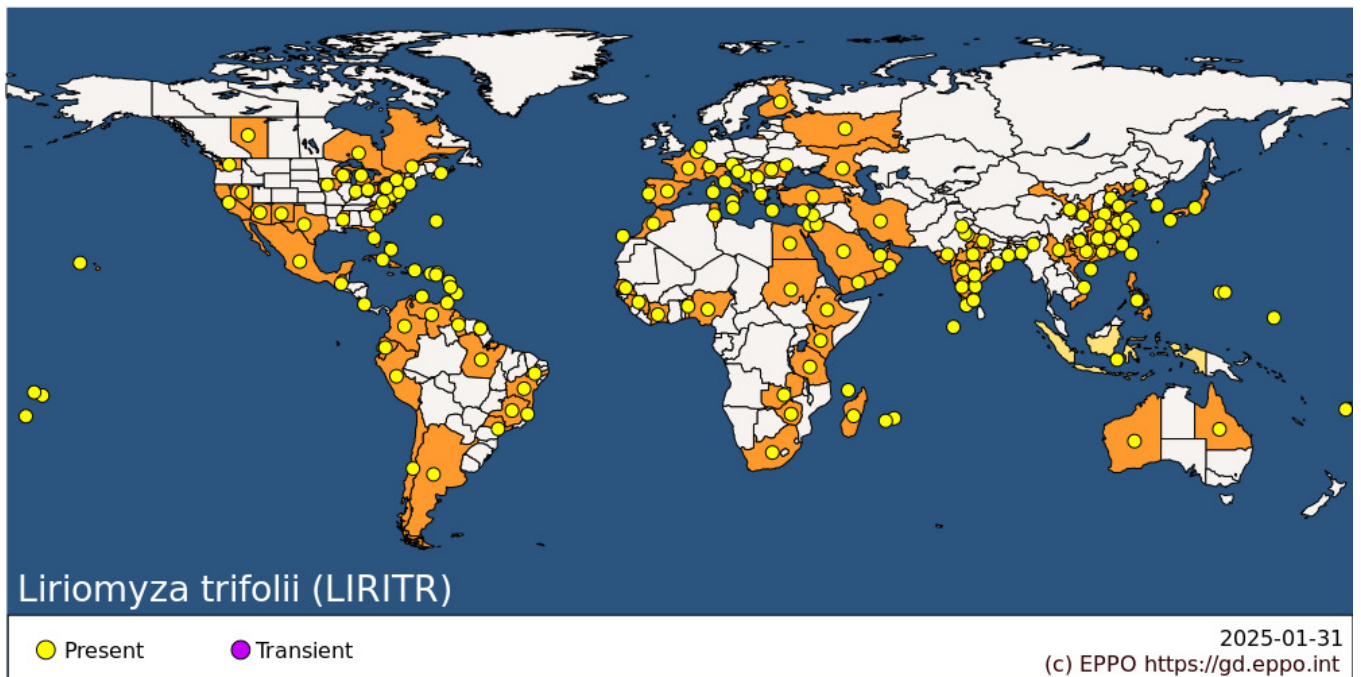 Liriomyza trifolii (LIRITR)
Present
Transient
2025-01-31
(c) EPPO https://gd.eppo.int